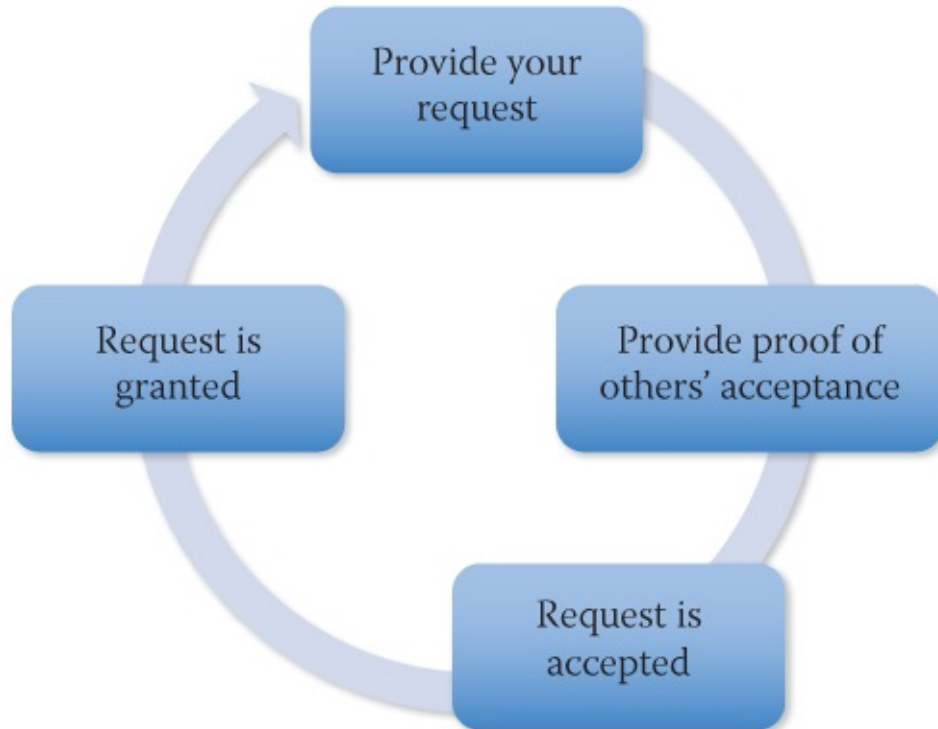 Provide your
request
Provide proof of
others’ acceptance
Request is
accepted
Request is
granted